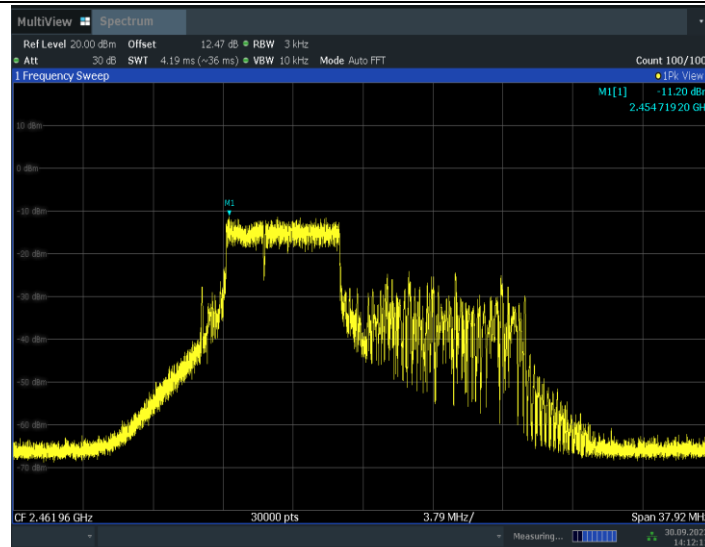 MultiView Spectrum
Ref Level 20.00 dBm Offset 12.47 dB RBW 3 kHz
Att 30 dB SWT 4.19 ms (~36 ms) VBW 10 kHz Mode Auto FFT Count 100/100
1 Frequency Sweep 1Pk View
M1[1] -11.20 dBr
2.454 719 20 GH
10 dBm
0 dBm
M1
-10 dBm
-20 dBm
-30 dBm
-40 dBm
-50 dBm
-60 dBm
-70 dBm
CF 2.461 96 GHz 30000 pts 3.79 MHz/ Span 37.92 MH
Measuring... 30.09.202
14:12:1